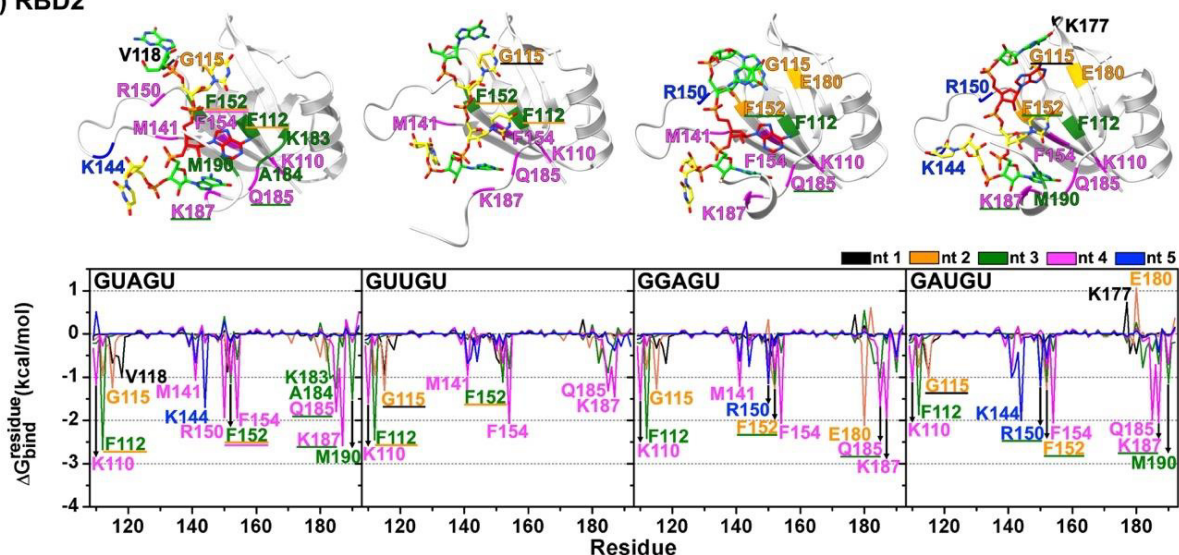 ) RBD2
V118
G115
R150
F152
F112
F154
M141
K183
K144
M190
K110
A184
Q185
K187
G115
F152
F112
M141
F154
K110
Q185
K187
G115
E180
R150
F152
F112
M141
F154
K110
Q185
K187
K177
G115
E180
R150
F152
F112
K144
F154
K110
Q185
K187
M190
nt 1 nt 2 nt 3 nt 4 nt 5
ΔG residue bind (kcal/mol)
1
0
-1
-2
-3
-4
GUAGU
V118
G115
M141
K144
R150
F154
F152
F112
K110
K183
A184
Q185
K187
M190
120 140 160 180
GUUGU
G115
F112
K110
M141
F152
F154
Q185
K187
120 140 160 180
GGAGU
G115
F112
K110
M141
R150
F152
F154
E180
Q185
K187
120 140 160 180
GAUGU
K177
E180
G115
F112
K110
K144
R150
F154
F152
Q185
K187
M190
120 140 160 180
Residue